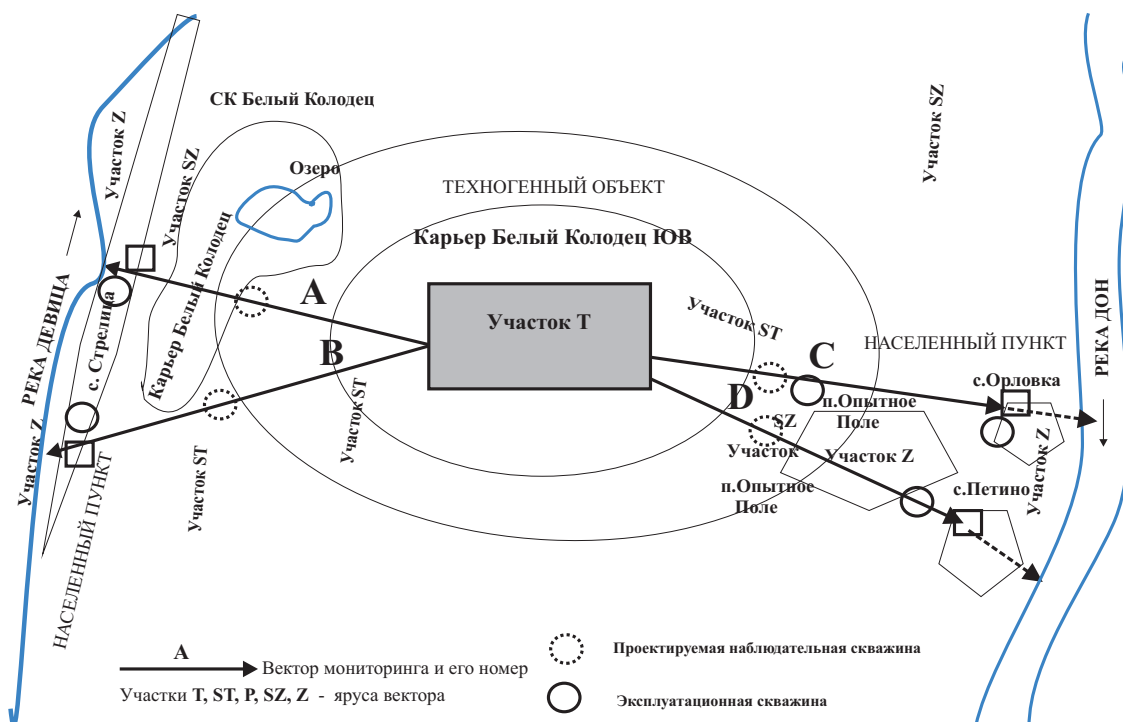 СК Белый Колодец
Участок Z
Участок SZ
Участок SZ
Озеро
ТЕХНОГЕННЫЙ ОБЪЕКТ
Карьер Белый Колодец ЮВ
Карьер Белый Колодец
РЕКА ДЕВИЦА
с. Стрелица
A
B
Участок Т
Участок ST
C
D
НАСЕЛЕННЫЙ ПУНКТ
РЕКА ДОН
с.Орловка
п.Опытное
Поле
SZ
Участок
Участок Z
п.Опытное
Поле
с.Петино
Участок Z
Участок ST
Участок ST
Участок Z
НАСЕЛЕННЫЙ ПУНКТ
A
Вектор мониторинга и его номер
Участки T, ST, P, SZ, Z - яруса вектора
Проектируемая наблюдательная скважина
Эксплуатационная скважина